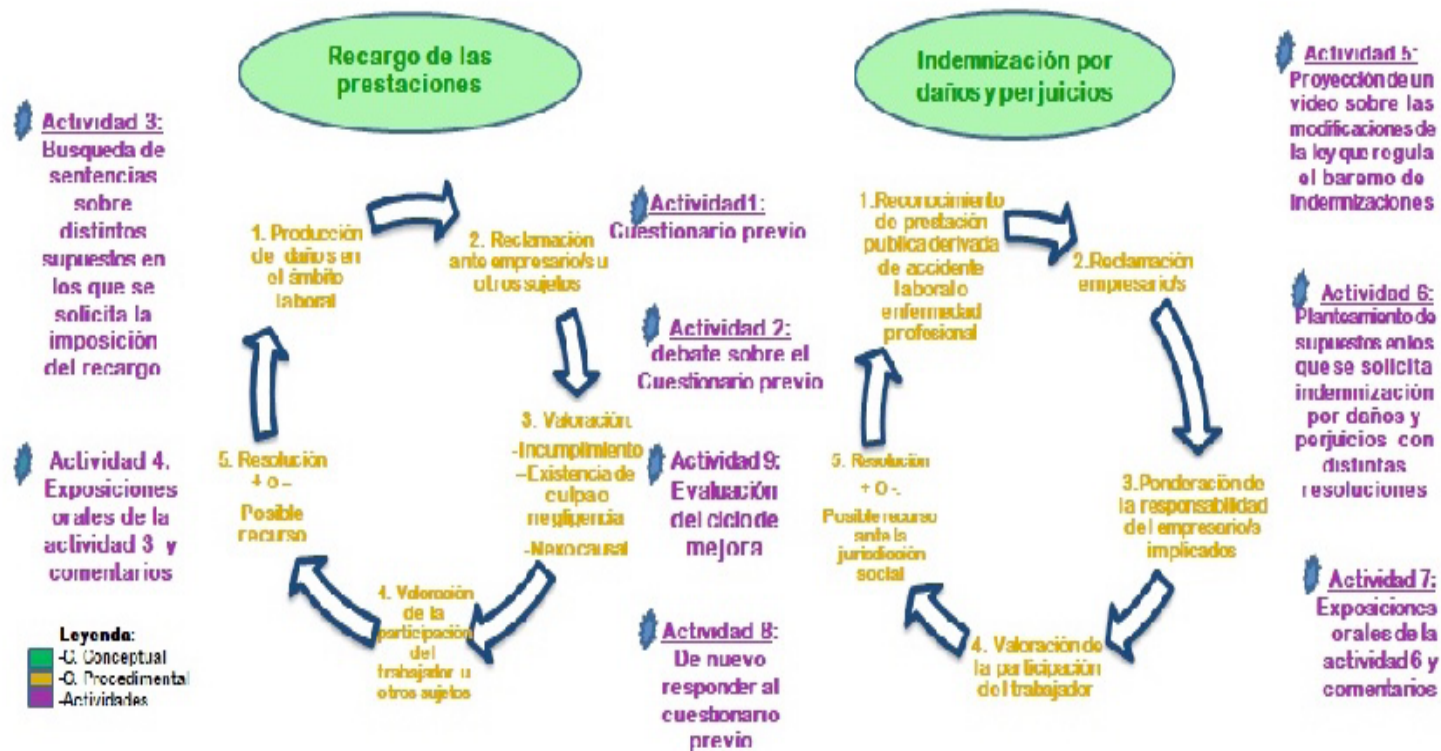 Recargo de las
prestaciones
Indemnización por
daños y perjuicios
Actividad 3:
Busqueda de
sentencias
sobre
distintos
supuestos en
los que se
solicita la
imposición
del recargo
Actividad 4.
Exposiciones
orales de la
actividad 3 y
comentarios
1. Producción
de daños en
el ámbito
laboral
2. Reclamación
ante empresario/s u
otros sujetos
3. Valoración.
-Incumplimiento
–Existencia de
culpa o
negligencia
-Nexo causal
4. Valoración
de la
participación
del
trabajador u
otros sujetos
5. Resolución
+ o –
Posible
recurso
Actividad 1:
Cuestionario previo
Actividad 2:
debate sobre el
Cuestionario previo
Actividad 9:
Evaluación
del ciclo de
mejora
Actividad 8:
De nuevo
responder al
cuestionario
previo
1.Reconocimiento
de prestación
publica derivada
de accidente
laboral o
enfermedad
profesional
2.Reclamación
empresario/s
3.Ponderación de
la responsabilidad
del empresario/s
implicados
4. Valoración de
la participación
del trabajador
5. Resolución
+ O -.
Posible recurso
ante la
jurisdicción
social
Actividad 5:
Proyección de un
video sobre las
modificaciones de
la ley que regula
el baremo de
indemnizaciones
Actividad 6:
Planteamiento de
supuestos en los
que se solicita
indemnización
por daños y
perjuicios con
distintas
resoluciones
Actividad 7:
Exposiciones
orales de la
actividad 6 y
comentarios
Leyenda:
-C. Conceptual
-C. Procedimental
-Actividades